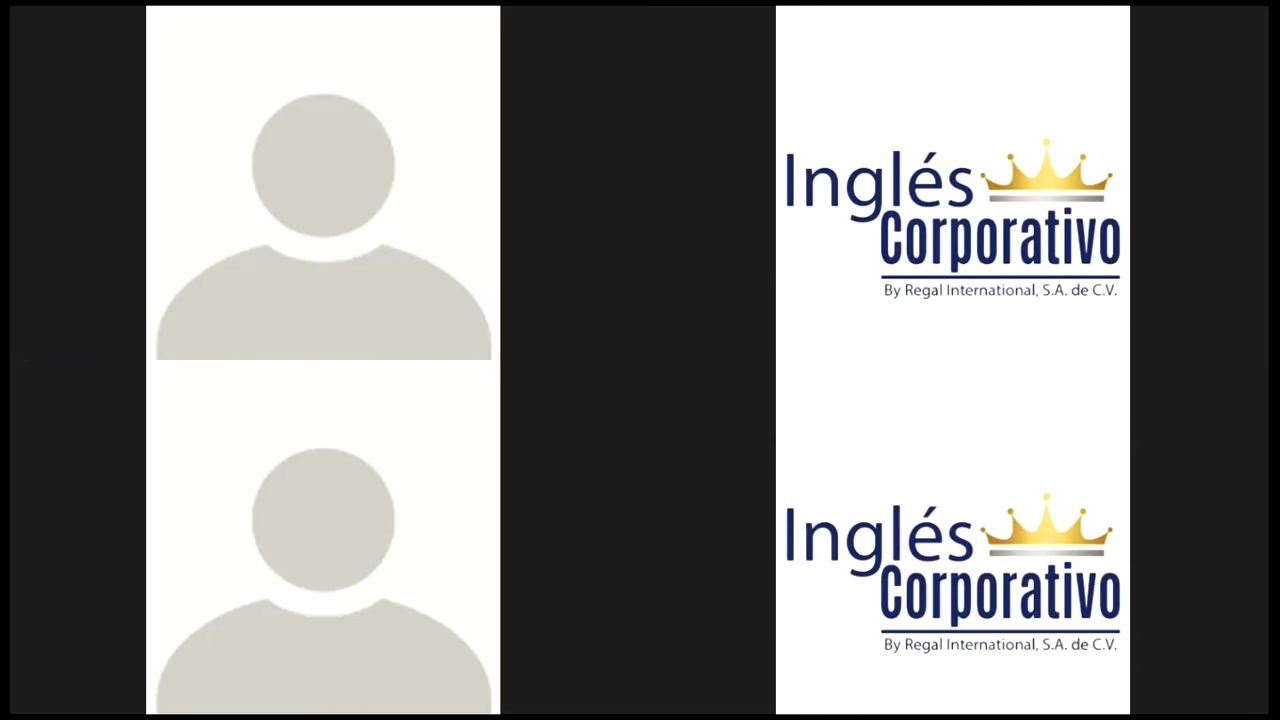 Inglés
Corporativo
By Regal International, S.A. de C.V.
Inglés
Corporativo
By Regal International, S.A. de C.V.